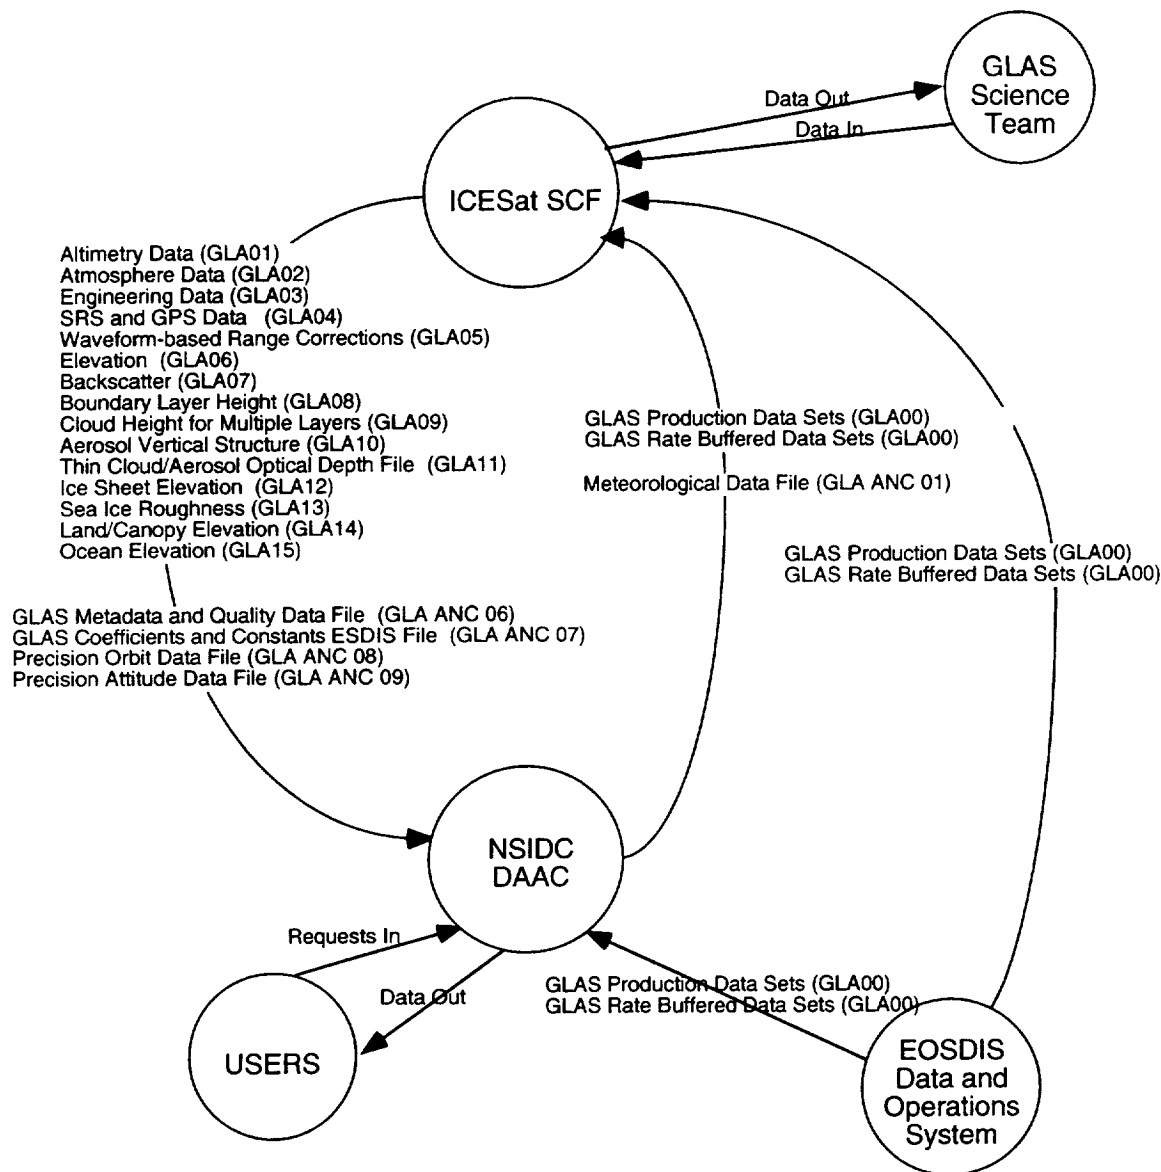 GLAS
Science
Team
Data Out
Data In
ICESat SCF
Altimetry Data (GLA01)
Atmosphere Data (GLA02)
Engineering Data (GLA03)
SRS and GPS Data (GLA04)
Waveform-based Range Corrections (GLA05)
Elevation (GLA06)
Backscatter (GLA07)
Boundary Layer Height (GLA08)
Cloud Height for Multiple Layers (GLA09)
Aerosol Vertical Structure (GLA10)
Thin Cloud/Aerosol Optical Depth File (GLA11)
Ice Sheet Elevation (GLA12)
Sea Ice Roughness (GLA13)
Land/Canopy Elevation (GLA14)
Ocean Elevation (GLA15)
GLAS Metadata and Quality Data File (GLA ANC 06)
GLAS Coefficients and Constants ESDIS File (GLA ANC 07)
Precision Orbit Data File (GLA ANC 08)
Precision Attitude Data File (GLA ANC 09)
GLAS Production Data Sets (GLA00)
GLAS Rate Buffered Data Sets (GLA00)
Meteorological Data File (GLA ANC 01)
GLAS Production Data Sets (GLA00)
GLAS Rate Buffered Data Sets (GLA00)
NSIDC
DAAC
Requests In
Data Out
USERS
GLAS Production Data Sets (GLA00)
GLAS Rate Buffered Data Sets (GLA00)
EOSDIS
Data and
Operations
System